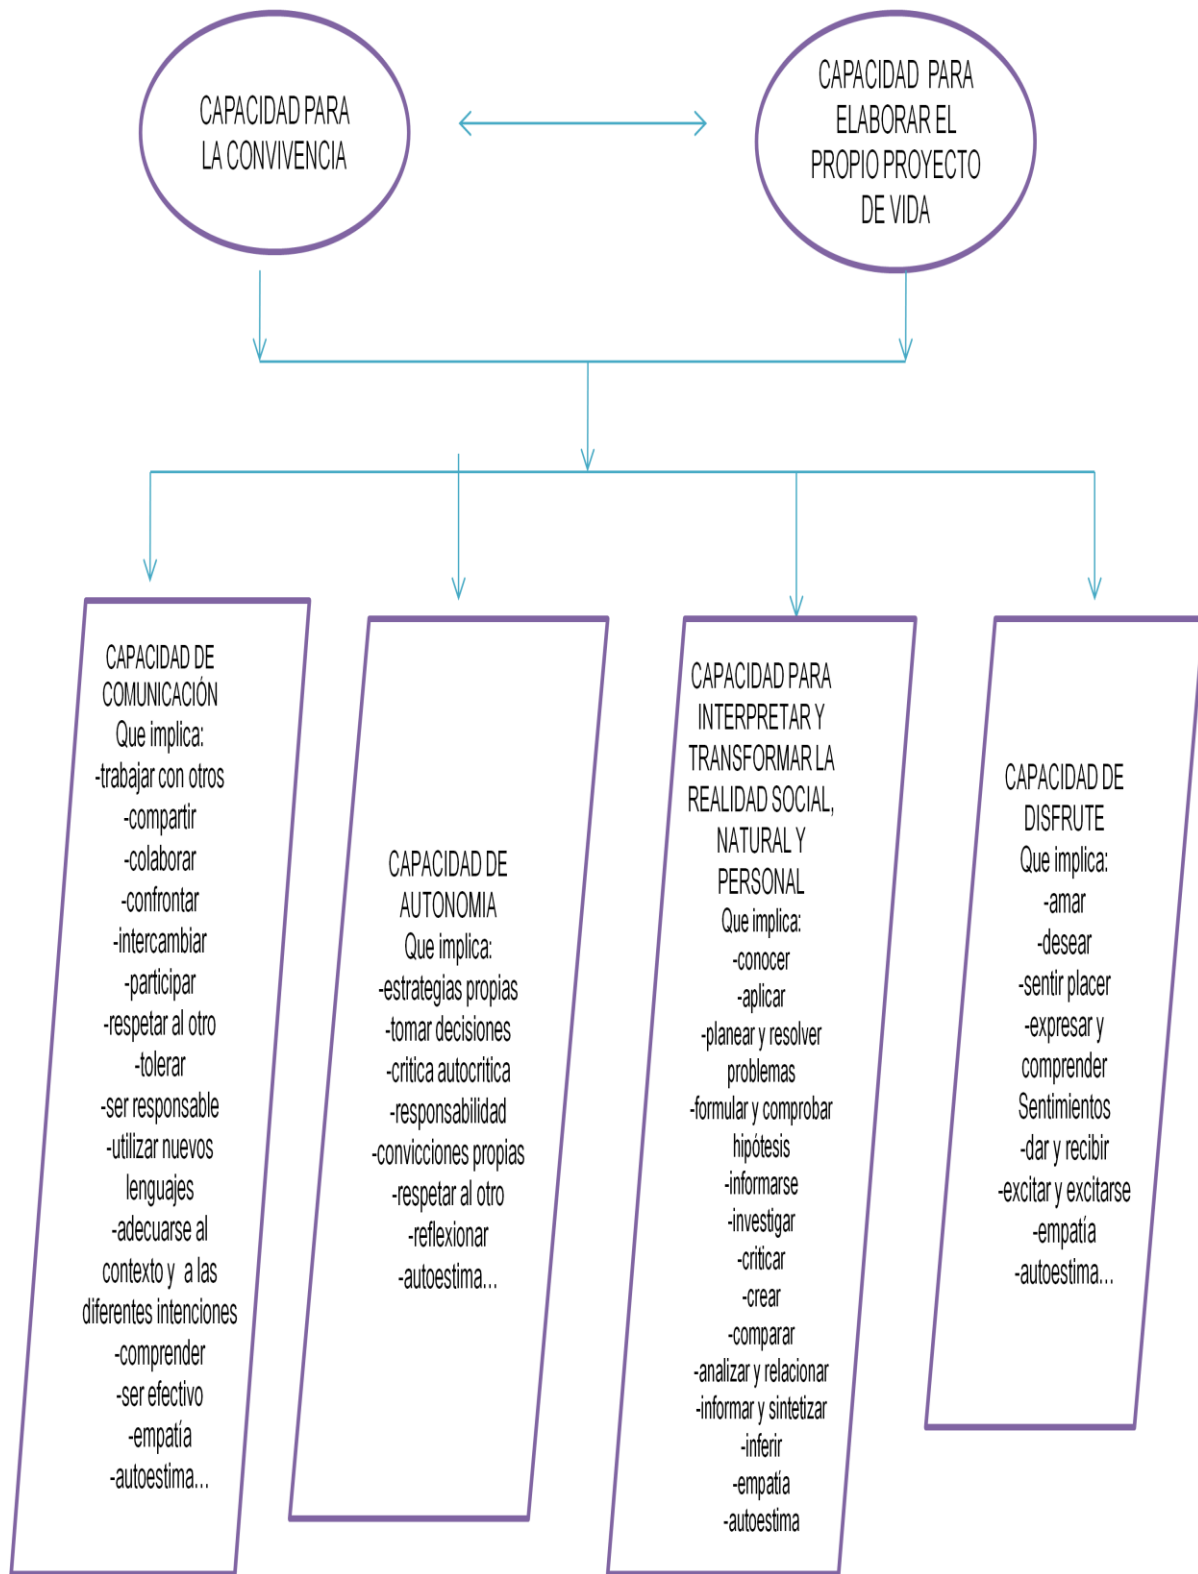 CAPACIDAD PARA
LA CONVIVENCIA
CAPACIDAD PARA
ELABORAR EL
PROPIO PROYECTO
DE VIDA
CAPACIDAD DE
COMUNICACIÓN
Que implica:
-trabajar con otros
-compartir
-colaborar
-confrontar
-intercambiar
-participar
-respetar al otro
-tolerar
-ser responsable
-utilizar nuevos
lenguajes
-adecuarse al
contexto y a las
diferentes intenciones
-comprender
-ser efectivo
-empatía
-autoestima...
CAPACIDAD DE
AUTONOMIA
Que implica:
-estrategias propias
-tomar decisiones
-critica autocritica
-responsabilidad
-convicciones propias
-respetar al otro
-reflexionar
-autoestima...
CAPACIDAD PARA
INTERPRETAR Y
TRANSFORMAR LA
REALIDAD SOCIAL,
NATURAL Y
PERSONAL
Que implica:
-conocer
-aplicar
-planear y resolver
problemas
-formular y comprobar
hipótesis
-informarse
-investigar
-criticar
-crear
-comparar
-analizar y relacionar
-informar y sintetizar
-inferir
-empatía
-autoestima
CAPACIDAD DE
DISFRUTE
Que implica:
-amar
-desear
-sentir placer
-expresar y
comprender
Sentimientos
-dar y recibir
-excitar y excitarse
-empatía
-autoestima...